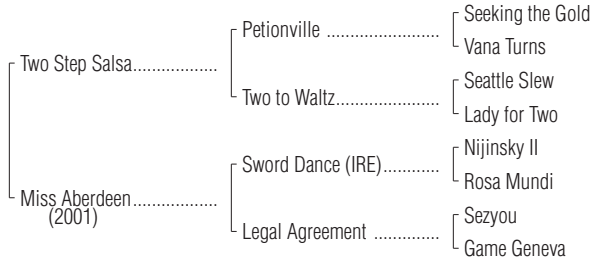 Seeking the Gold
Petionville ........................
Vana Turns
Two Step Salsa..................
Seattle Slew
Two to Waltz......................
Lady for Two
Nijinsky II
Sword Dance (IRE)............
Rosa Mundi
Miss Aberdeen..................
(2001)
Sezyou
Legal Agreement ..............
Game Geneva